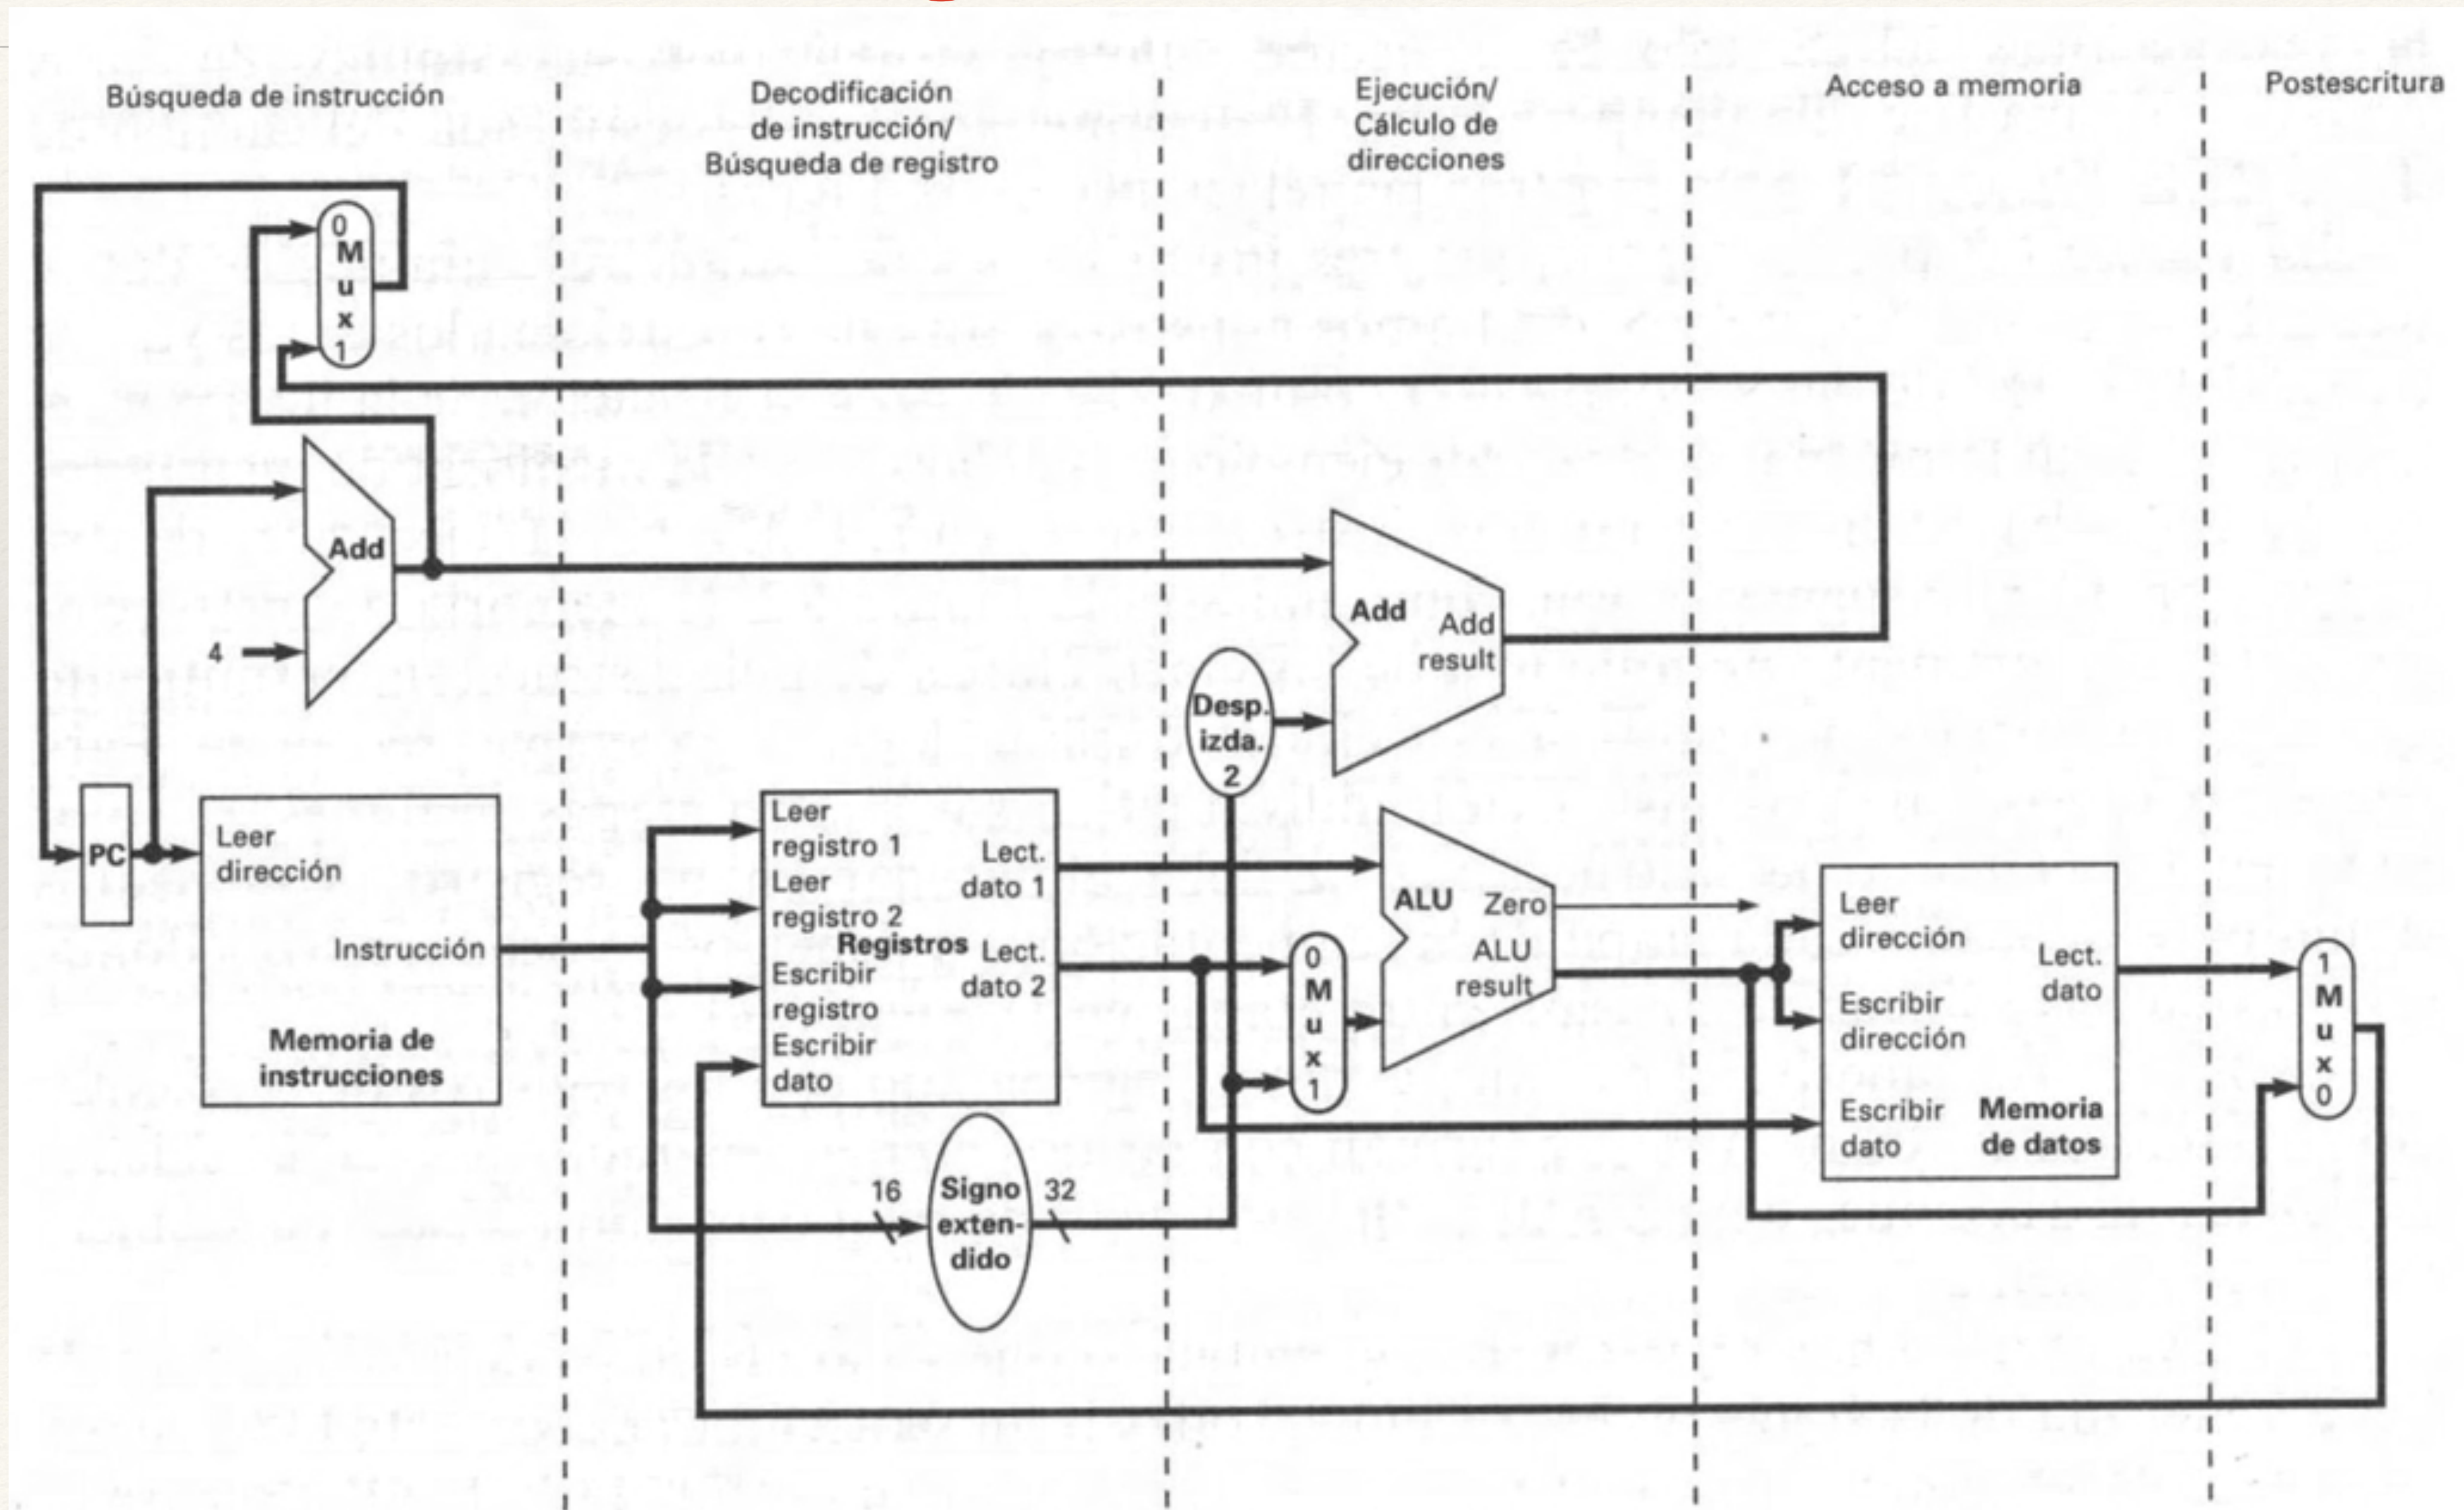 Búsqueda de instrucción
Decodificación
de instrucción/
Búsqueda de registro
Ejecución/
Cálculo de
direcciones
Acceso a memoria
Postescritura
0
M
u
x
1
Add
4
Add
Add
result
Desp.
izda.
2
PC
Leer
dirección
Instrucción
Memoria de
instrucciones
Leer
registro 1
Leer
registro 2
Registros
Escribir
registro
Escribir
dato
Lect.
dato 1
Lect.
dato 2
16
Signo
exten-
dido
32
0
M
u
x
1
ALU
Zero
ALU
result
Leer
dirección
Escribir
dirección
Escribir
dato
Lect.
dato
Memoria
de datos
1
M
u
x
0